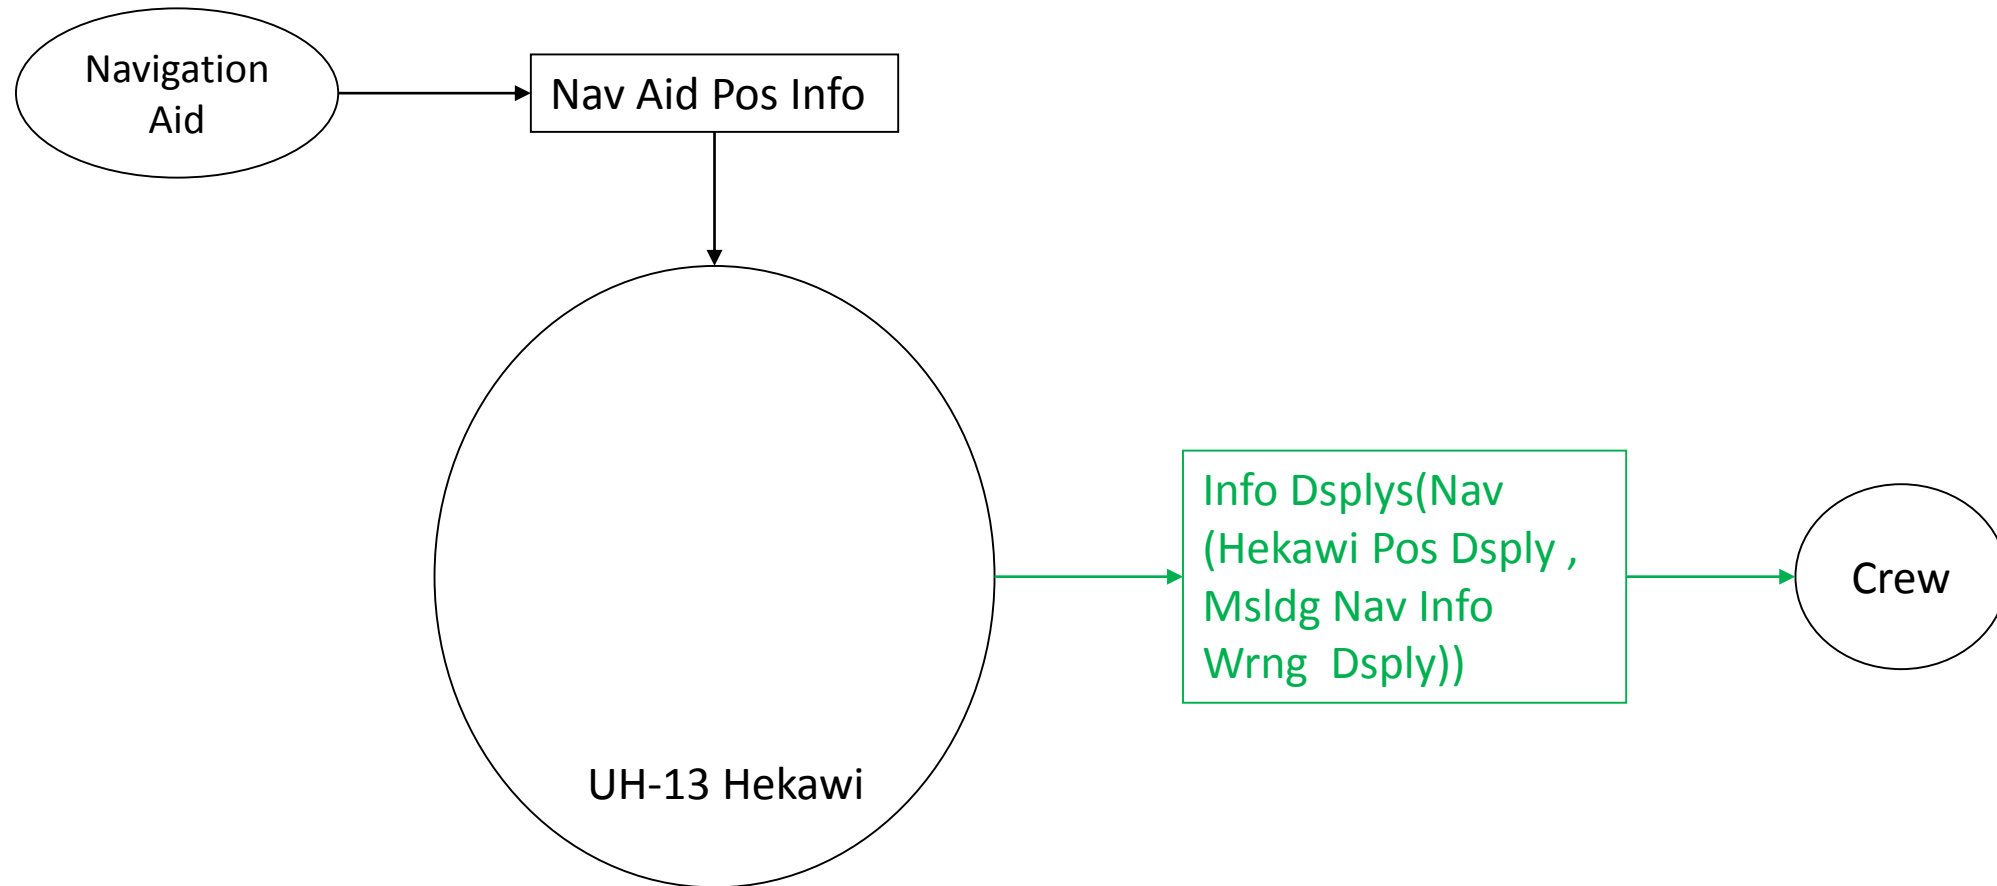 Navigation
Aid
Nav Aid Pos Info
Info Dsplys(Nav
(Hekawi Pos Dsply ,
Msldg Nav Info
Wrng  Dsply))
Crew
UH-13 Hekawi